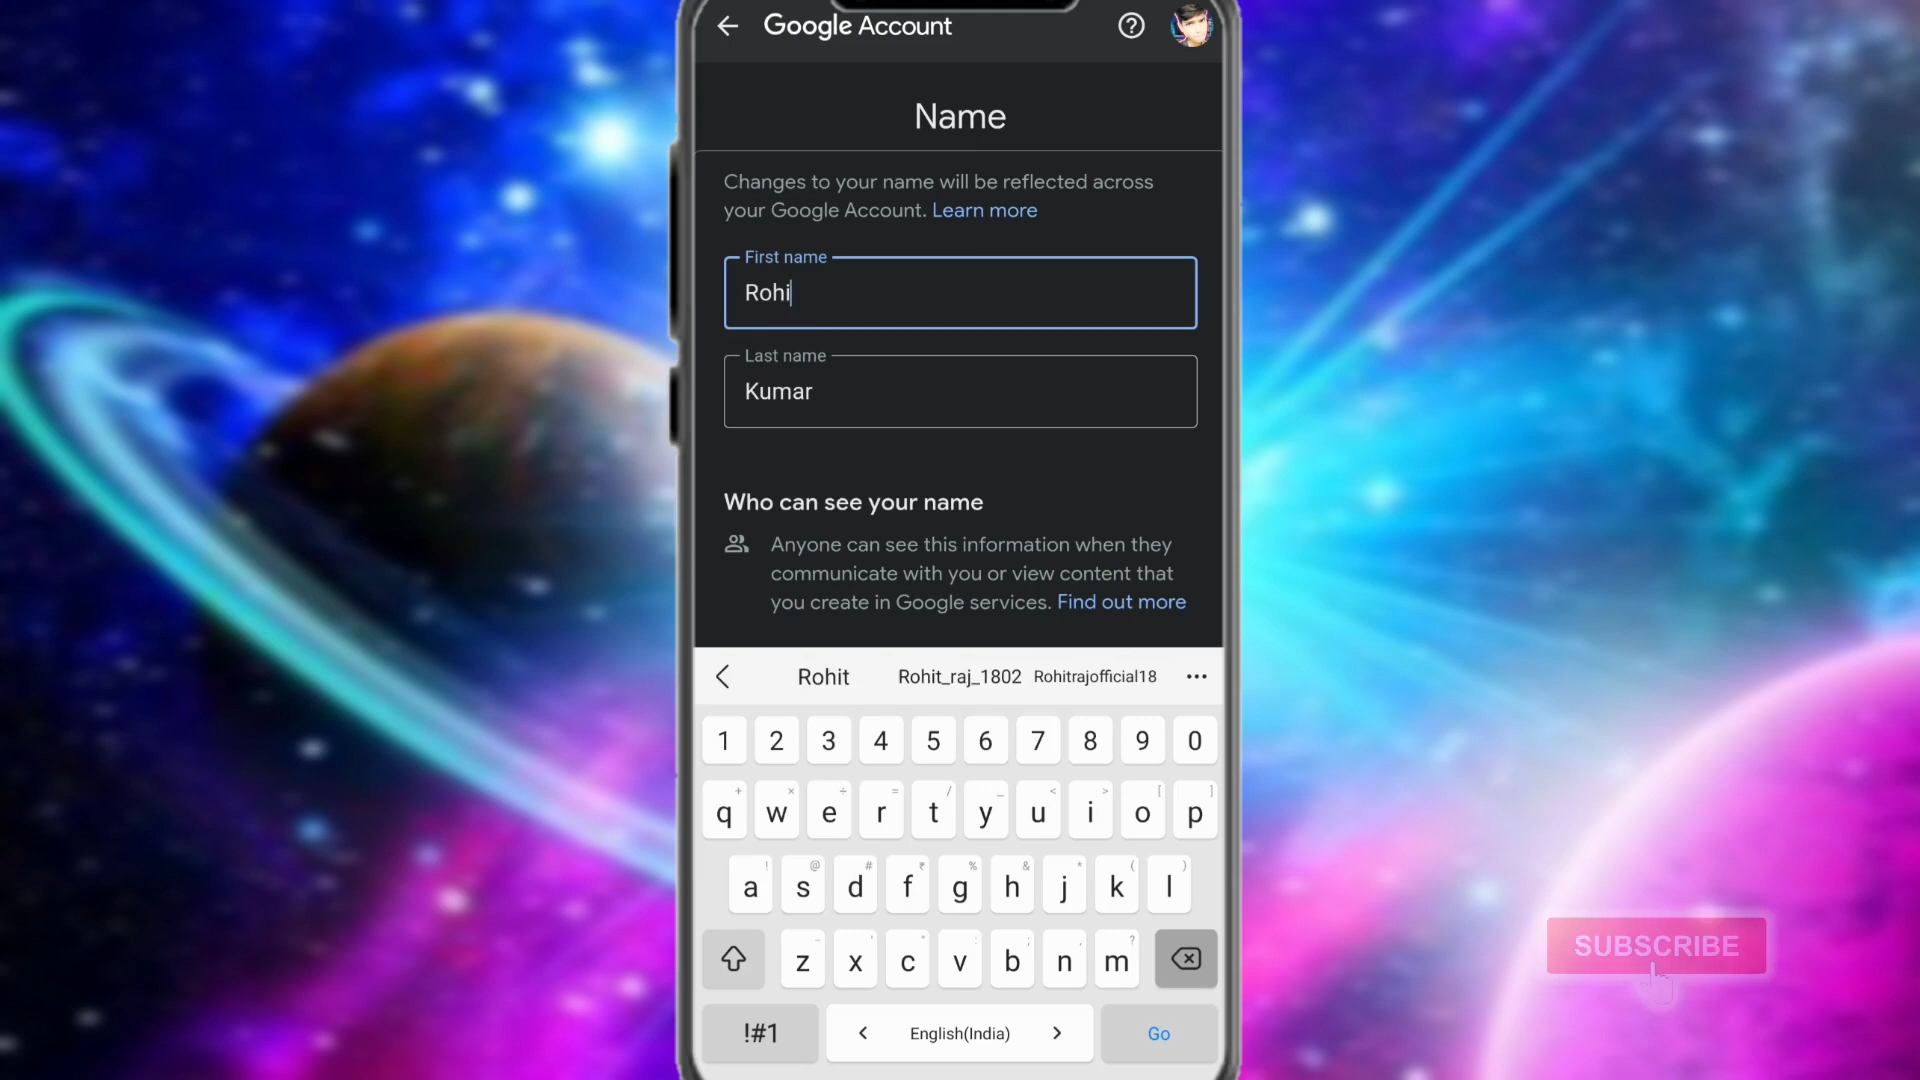 Google Account
Name
Changes to your name will be reflected across
your Google Account. Learn more
First name
Rohi
Last name
Kumar
Who can see your name
Anyone can see this information when they
communicate with you or view content that
you create in Google services. Find out more
Rohit Rohit_raj_1802 Rohitrajofficial18 •••
1 2 3 4 5 6 7 8 9 0
q w e r t y u i o p
a s d f g h j k l
z x c v b n m
!#1 < English(India) > Go
SUBSCRIBE